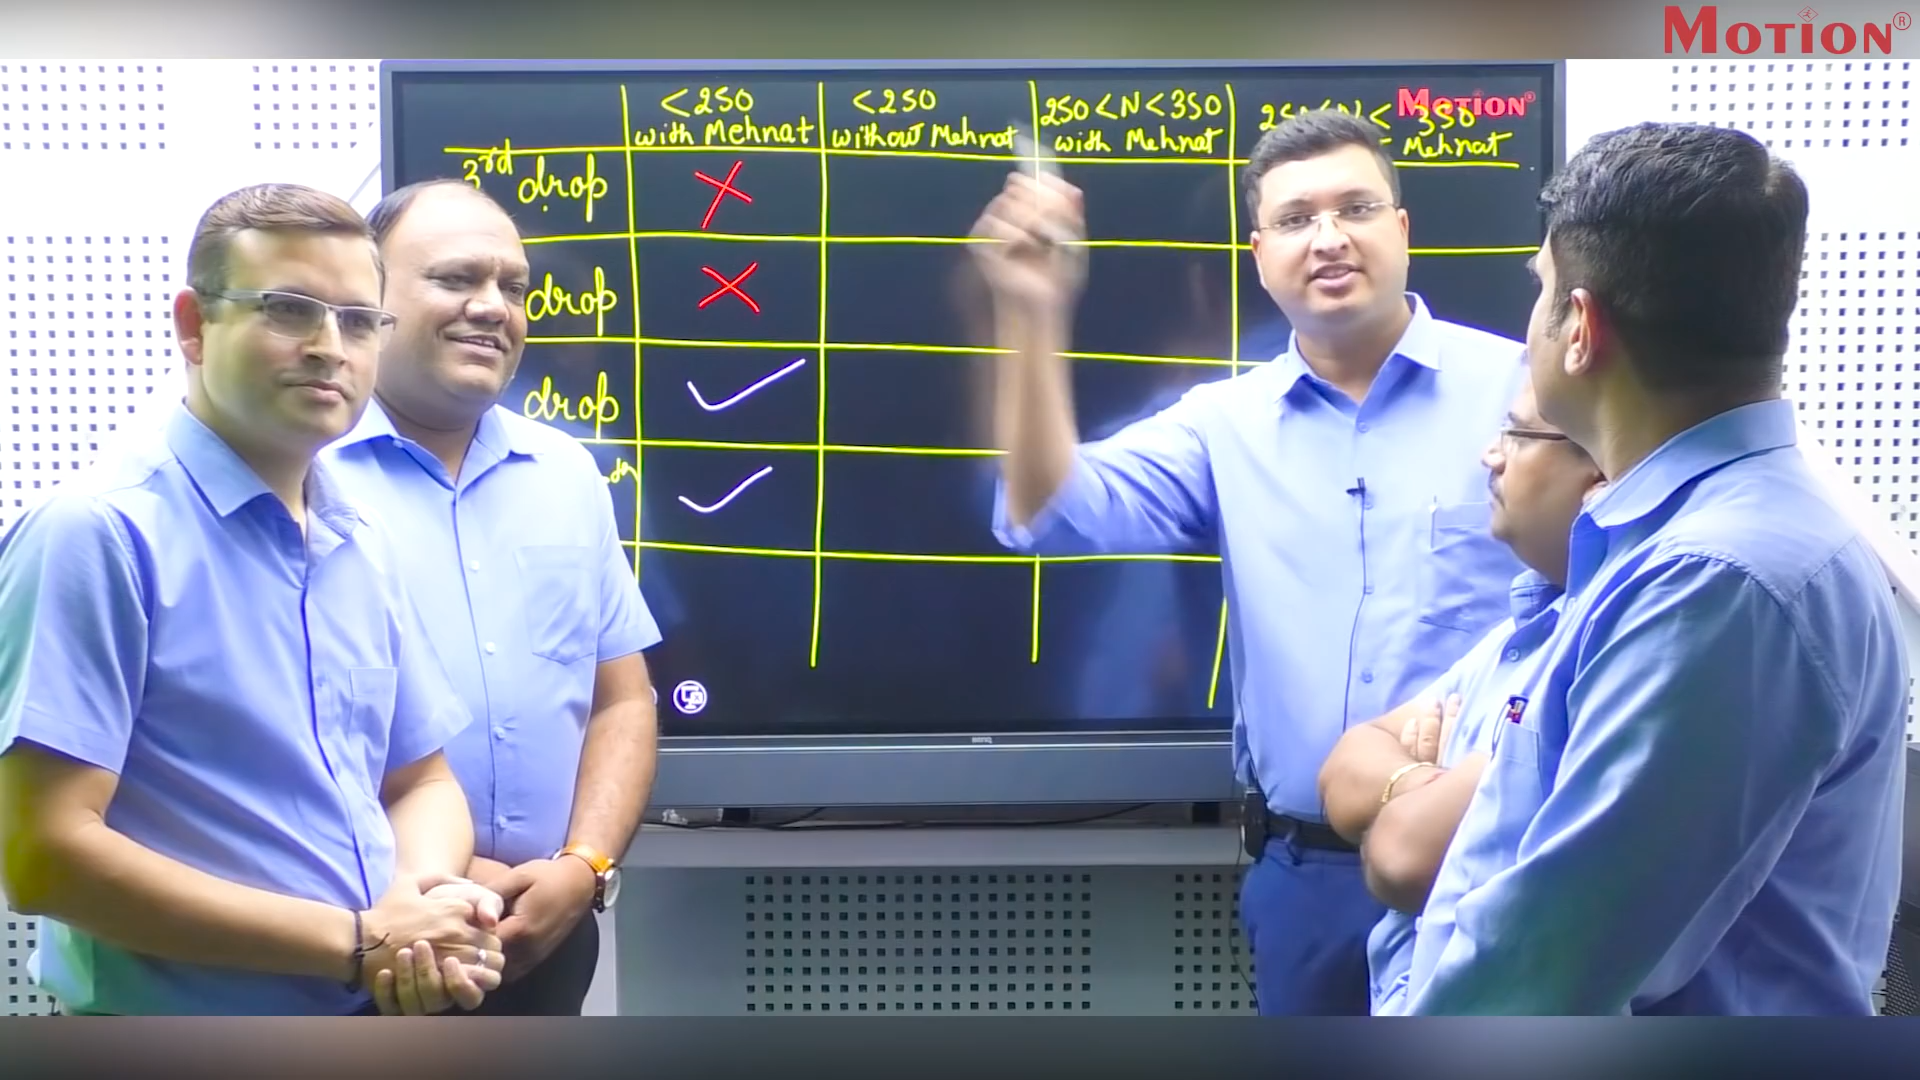 MOTION®
MOTION®
<250 <250 250<N<350 <350
with Mehnat without Mehnat with Mehnat Mehnat
3rd drop
drop
drop
BenQ